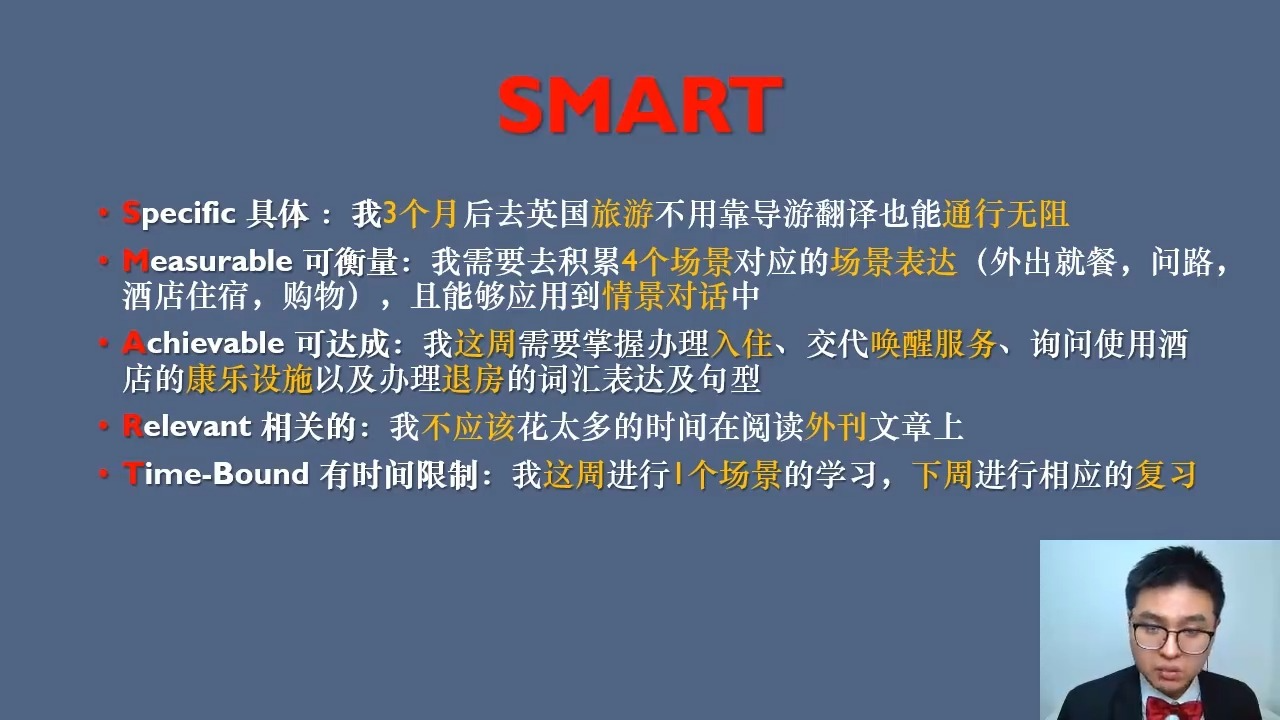 SMART
• Specific 具体 ：我3个月后去英国旅游不用靠导游翻译也能通行无阻
• Measurable 可衡量：我需要去积累4个场景对应的场景表达（外出就餐，问路，
酒店住宿，购物），且能够应用到情景对话中
• Achievable 可达成：我这周需要掌握办理入住、交代唤醒服务、询问使用酒
店的康乐设施以及办理退房的词汇表达及句型
• Relevant 相关的：我不应该花太多的时间在阅读外刊文章上
• Time-Bound 有时间限制：我这周进行1个场景的学习，下周进行相应的复习